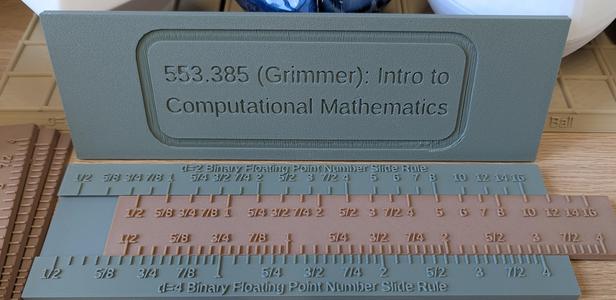 553.385 (Grimmer): Intro to
Computational Mathematics
Ball
d=2 Binary Floating Point Number Slide Rule
1/2 5/8 3/4 7/8 1 5/4 3/2 7/4 2 5/2 3 7/2 4 5 6 7 8 10 12 14 16
1/2 5/8 3/4 7/8 1 5/4 3/2 7/4 2 5/2 3 7/2 4 5 6 7 8 10 12 14 16
1/2 5/8 3/4 7/8 1 5/4 3/2 7/4 2 5/2 3 7/2 4
1/2 5/8 3/4 7/8 1 5/4 3/2 7/4 2 5/2 3 7/2 4
d=4 Binary Floating Point Number Slide Rule